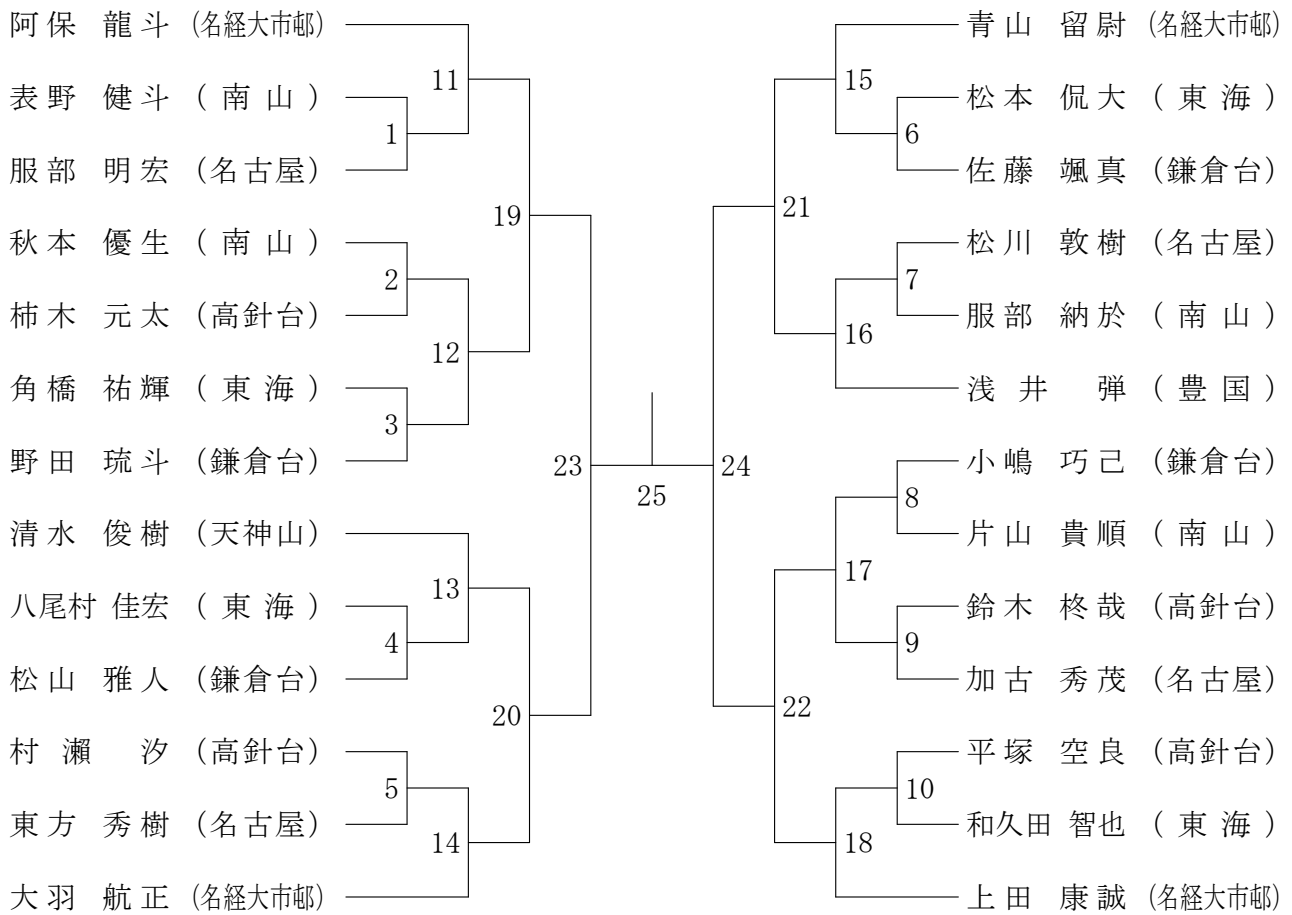 阿保 龍斗 (名経大市邨)
表野 健斗 (南山)
服部 明宏 (名古屋)
秋本 優生 (南山)
柿木 元太 (高針台)
角橋 祐輝 (東海)
野田 琉斗 (鎌倉台)
清水 俊樹 (天神山)
八尾村 佳宏 (東海)
松山 雅人 (鎌倉台)
村瀬 汐 (高針台)
東方 秀樹 (名古屋)
大羽 航正 (名経大市邨)
1
2
3
4
5
11
12
13
14
19
20
23
25
24
21
22
15
16
17
18
6
7
8
9
10
青山 留尉 (名経大市邨)
松本 侃大 (東海)
佐藤 颯真 (鎌倉台)
松川 敦樹 (名古屋)
服部 納於 (南山)
浅井 弾 (豊国)
小嶋 巧己 (鎌倉台)
片山 貴順 (南山)
鈴木 柊哉 (高針台)
加古 秀茂 (名古屋)
平塚 空良 (高針台)
和久田 智也 (東海)
上田 康誠 (名経大市邨)